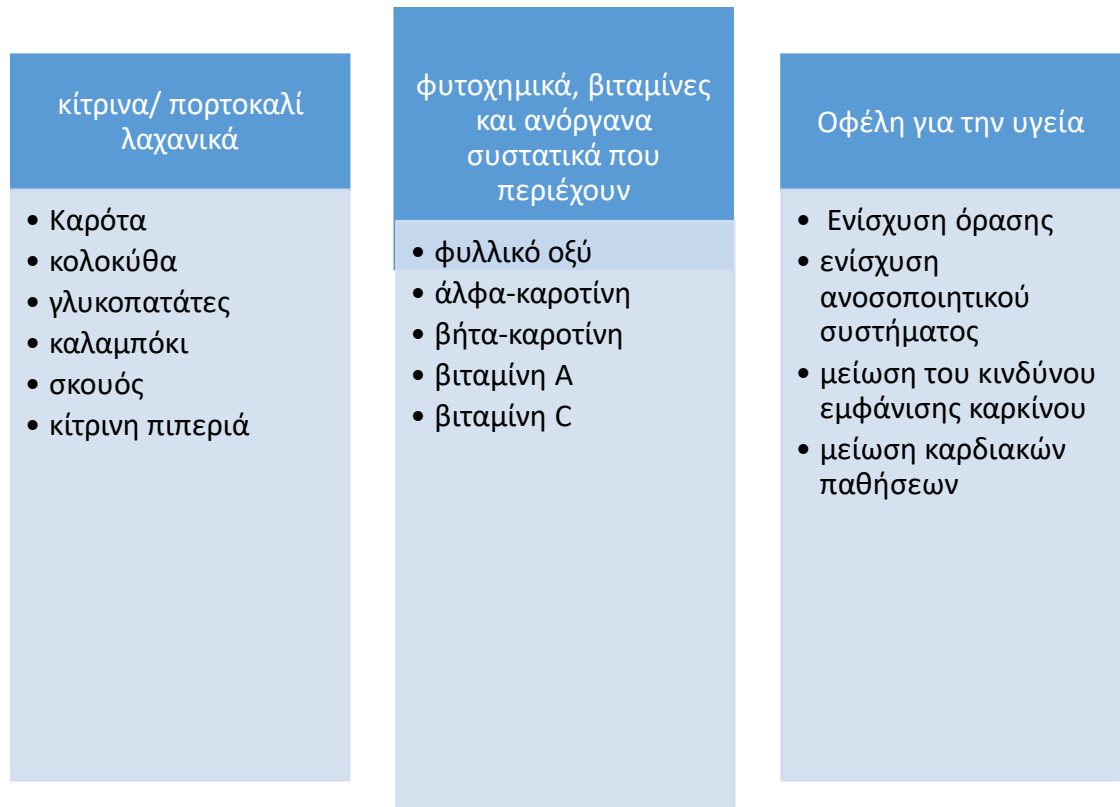 κίτρινα/ πορτοκαλί
λαχανικά
• Καρότα
• κολοκύθα
• γλυκοπατάτες
• καλαμπόκι
• σκουός
• κίτρινη πιπεριά
φυτοχημικά, βιταμίνες
και ανόργανα
συστατικά που
περιέχουν
• φυλλικό οξύ
• άλφα-καροτίνη
• βήτα-καροτίνη
• βιταμίνη Α
• βιταμίνη C
Οφέλη για την υγεία
• Ενίσχυση όρασης
• ενίσχυση
ανοσοποιητικού
συστήματος
• μείωση του κινδύνου
εμφάνισης καρκίνου
• μείωση καρδιακών
παθήσεων